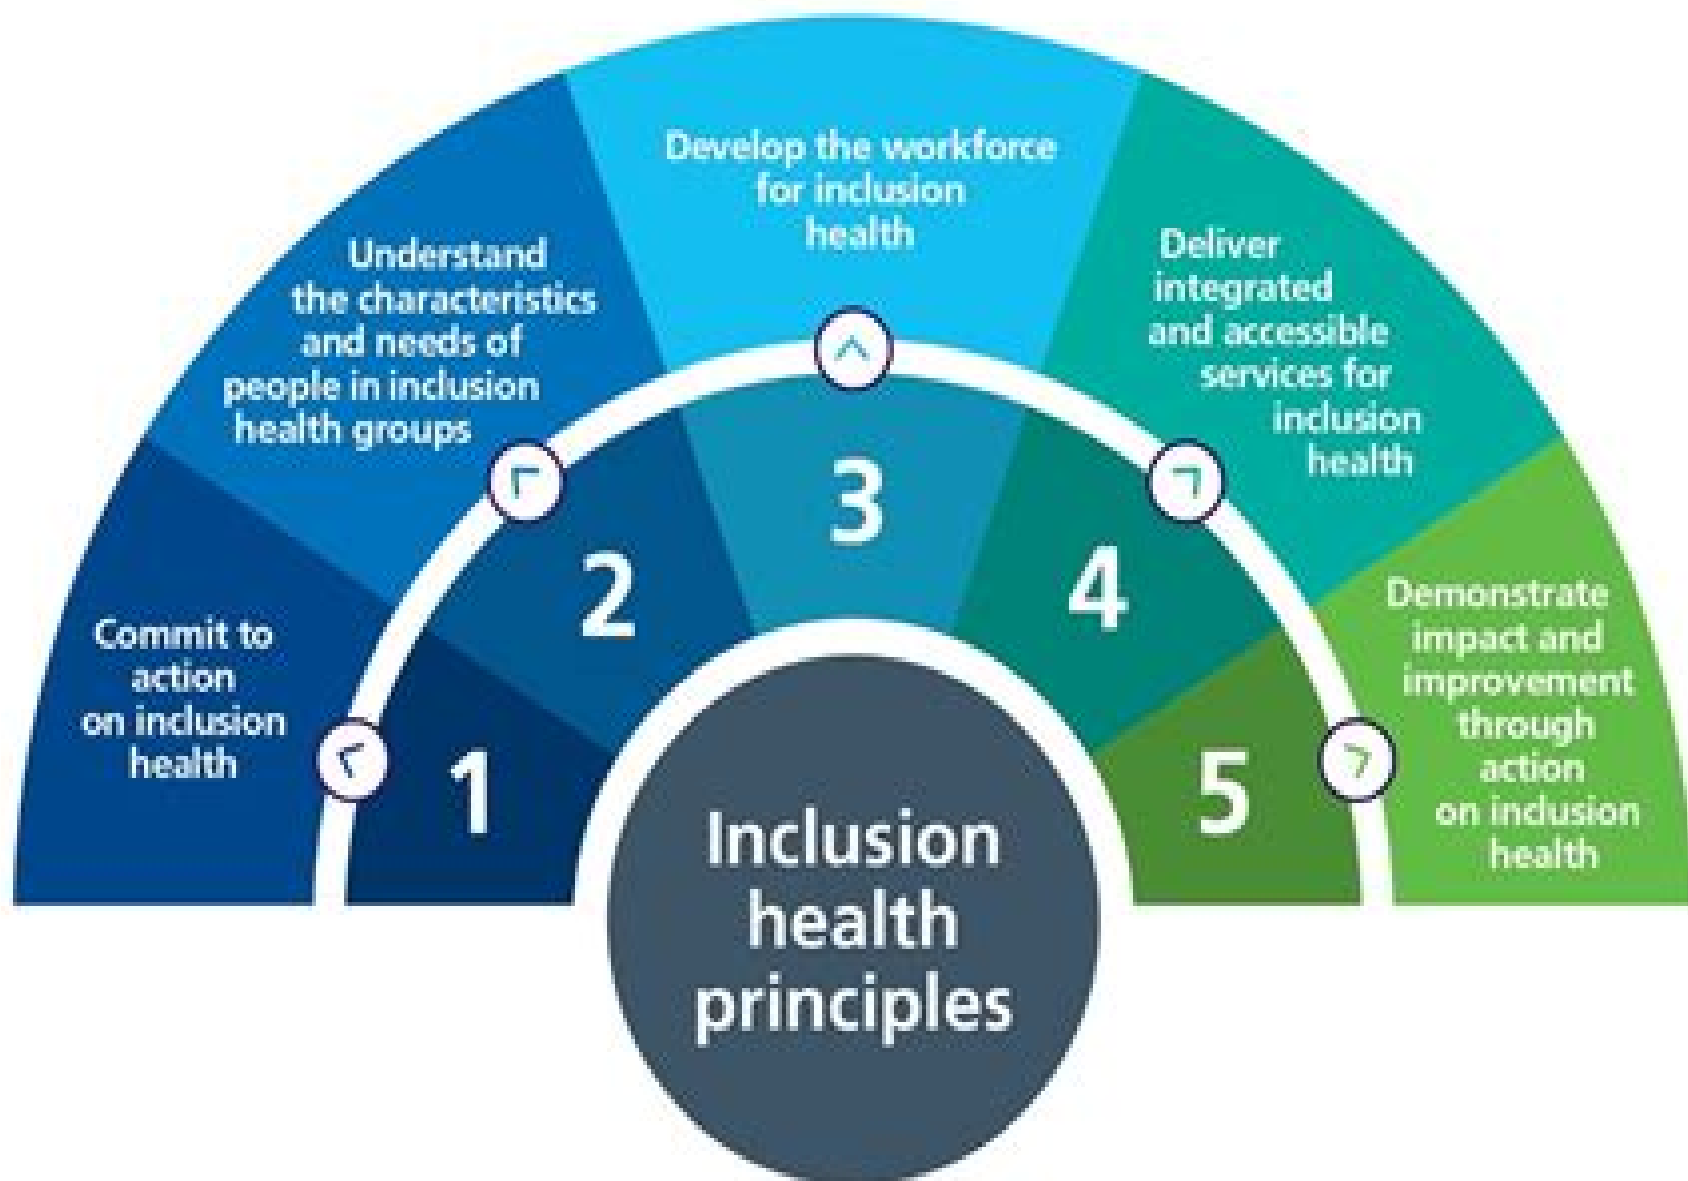 Commit to
action
on inclusion
health
1
Understand
the characteristics
and needs of
people in inclusion
health groups
2
Develop the workforce
for inclusion
health
3
Deliver
integrated
and accessible
services for
inclusion
health
4
Demonstrate
impact and
improvement
through
action
on inclusion
health
5
Inclusion
health
principles